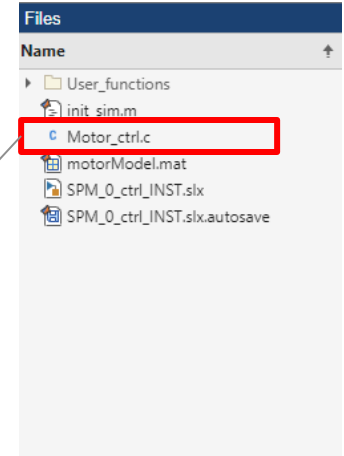 Files
Name
User_functions
init_sim.m
C Motor_ctrl.c
motorModel.mat
SPM_0_ctrl_INST.slx
SPM_0_ctrl_INST.slx.autosave